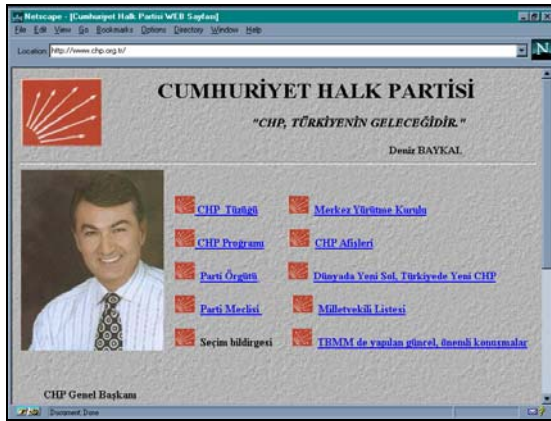 Netscape - [Cumhuriyet Halk Partisi WEB Sayfası]
File Edit View Go Bookmarks Options Directory Window Help
Location: http://www.chp.org.tr/
N
CUMHURİYET HALK PARTİSİ
"CHP, TÜRKİYENİN GELECEĞİDİR."
Deniz BAYKAL
CHP Tüzüğü Merkez Yürütme Kurulu
CHP Programı CHP Afişleri
Parti Örgütü Dünyada Yeni Sol, Türkiyede Yeni CHP
Parti Meclisi Milletvekili Listesi
Seçim bildirgesi TBMM de yapılan güncel, önemli konuşmalar
CHP Genel Başkanı
Document: Done